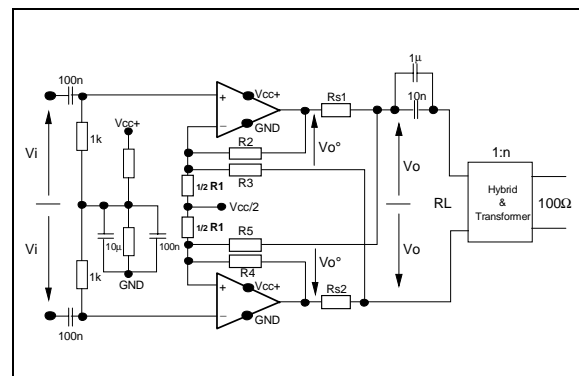 1µ
100n
+
Vcc+
Rs1
10n
Vcc+
GND
−
Vi
1k
R2
Vo°
Vo
1:n
R3
1/2 R1
Hybrid
&
Transformer
100Ω
Vcc/2
RL
1/2 R1
R5
Vi
10µ
100n
R4
Vo°
Vo
1k
GND
+
Vcc+
Rs2
−
GND
100n